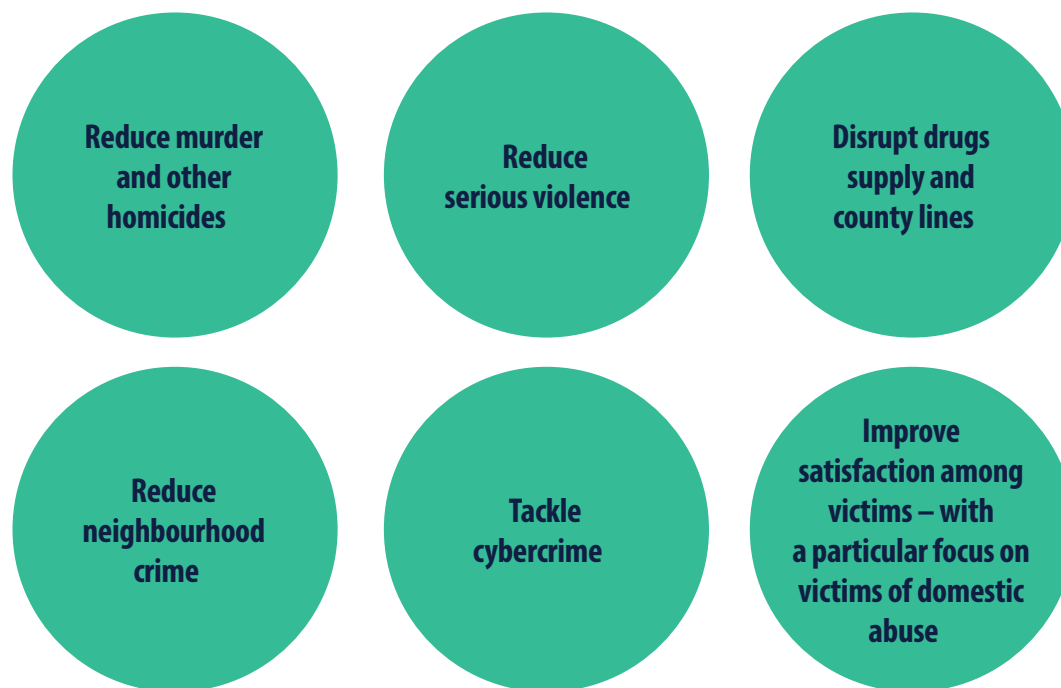 Reduce murder
and other
homicides
Reduce
serious violence
Disrupt drugs
supply and
county lines
Reduce
neighbourhood
crime
Tackle
cybercrime
Improve
satisfaction among
victims – with
a particular focus on
victims of domestic
abuse